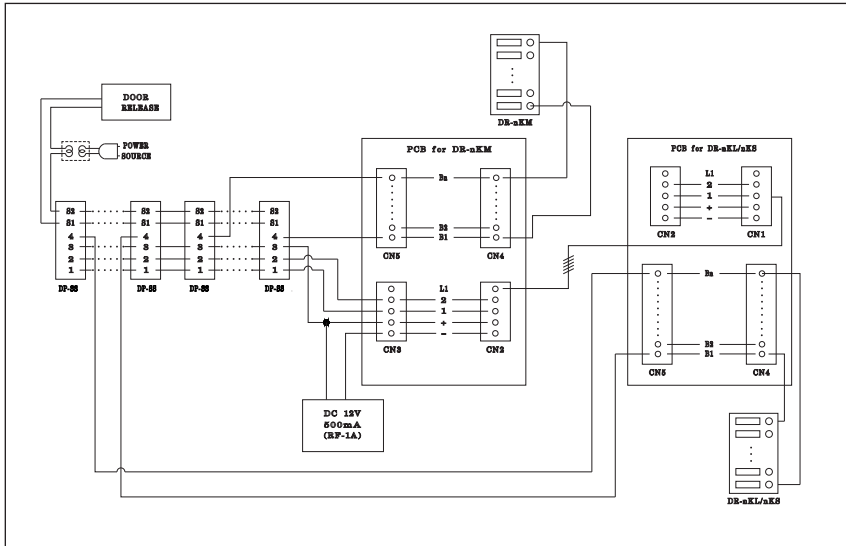 DR-nKM
DOOR
RELEASE
POWER
SOURCE
PCB for DR-nKM
PCB for DR-nKL/nKS
S2 S2 S2 S2
S1 S1 S1 S1
4 4 4 4
3 3 3 3
2 2 2 2
1 1 1 1
DP-SS DP-SS DP-SS DP-SS
Bn
B2
B1
CN5 CN4
L1
2
1
+
-
CN3 CN2
L1
2
1
+
-
CN2 CN1
Bn
B2
B1
CN5 CN4
DC 12V
500mA
(RF-1A)
DR-nKL/nKS